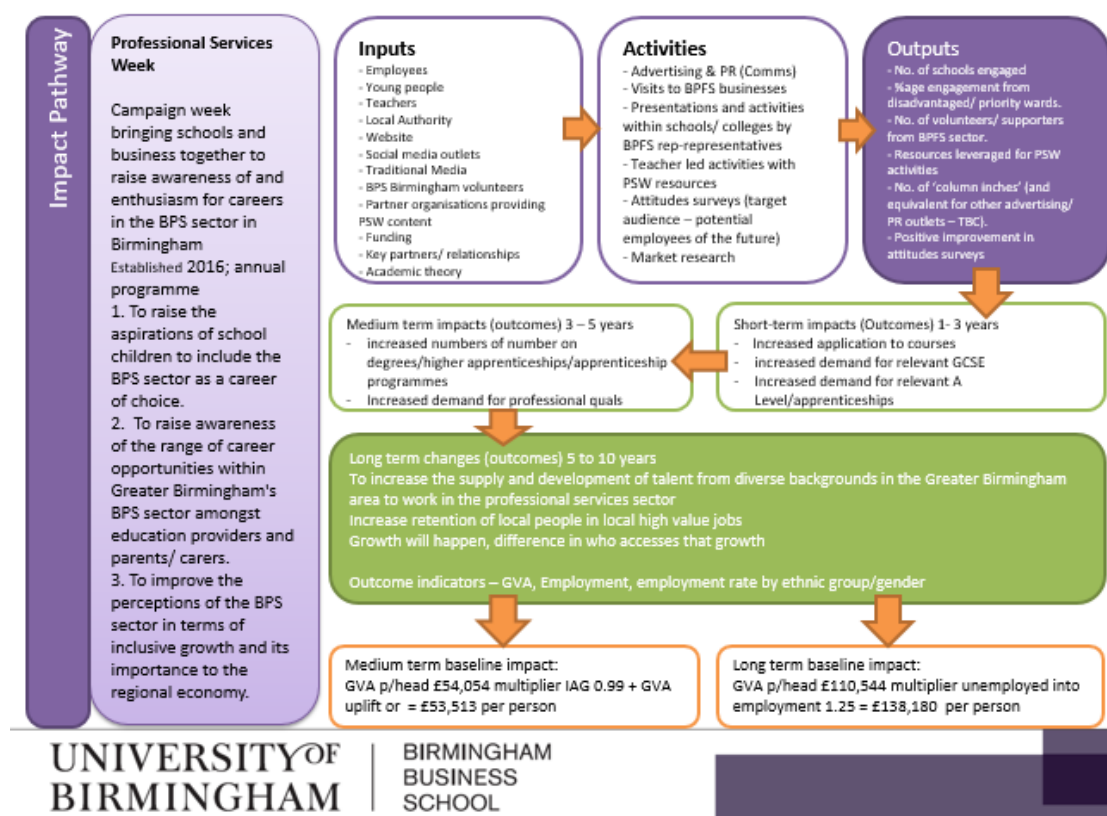 Impact Pathway
Professional Services
Week
Campaign week
bringing schools and
business together to
raise awareness of and
enthusiasm for careers
in the BPS sector in
Birmingham
Established 2016; annual
programme
1. To raise the
aspirations of school
children to include the
BPS sector as a career
of choice.
2.  To raise awareness
of the range of career
opportunities within
Greater Birmingham's
BPS sector amongst
education providers and
parents/ carers.
3. To improve the
perceptions of the BPS
sector in terms of
inclusive growth and its
importance to the
regional economy.
Inputs
- Employees
- Young people
- Teachers
- Local Authority
- Website
- Social media outlets
- Traditional Media
- BPS Birmingham volunteers
- Partner organisations providing
PSW content
- Funding
- Key partners/ relationships
- Academic theory
Activities
- Advertising & PR (Comms)
- Visits to BPFS businesses
- Presentations and activities
within schools/ colleges by
BPFS rep-representatives
- Teacher led activities with
PSW resources
- Attitudes surveys (target
audience – potential
employees of the future)
- Market research
Outputs
- No. of schools engaged
- %age engagement from
disadvantaged/ priority wards.
- No. of volunteers/ supporters
from BPFS sector.
- Resources leveraged for PSW
activities
- No. of ‘column inches’ (and
equivalent for other advertising/
PR outlets – TBC).
- Positive improvement in
attitudes surveys
Short-term impacts (Outcomes) 1- 3 years
- Increased application to courses
- increased demand for relevant GCSE
- Increased demand for relevant A
Level/apprenticeships
Medium term impacts (outcomes) 3 – 5 years
- increased numbers of number on
degrees/higher apprenticeships/apprenticeship
programmes
- Increased demand for professional quals
Long term changes (outcomes) 5 to 10 years
To increase the supply and development of talent from diverse backgrounds in the Greater Birmingham
area to work in the professional services sector
Increase retention of local people in local high value jobs
Growth will happen, difference in who accesses that growth
Outcome indicators – GVA, Employment, employment rate by ethnic group/gender
Medium term baseline impact:
GVA p/head £54,054 multiplier IAG 0.99 + GVA
uplift or  = £53,513 per person
Long term baseline impact:
GVA p/head £110,544 multiplier unemployed into
employment 1.25 = £138,180  per person
UNIVERSITY OF
BIRMINGHAM
BIRMINGHAM
BUSINESS
SCHOOL